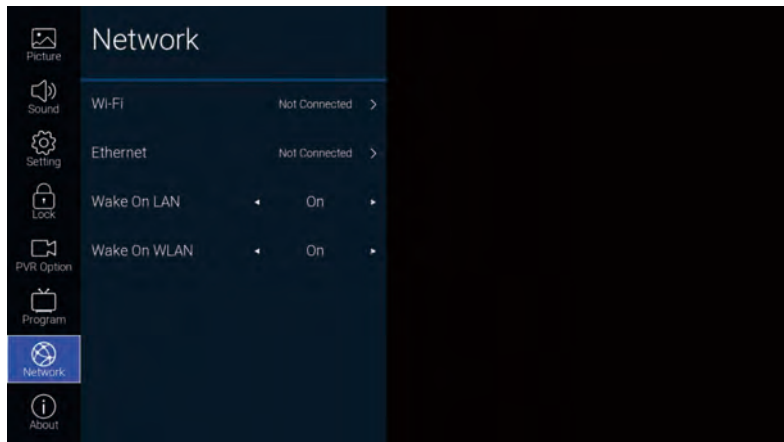 Picture
Sound
Setting
Lock
PVR Option
Program
Network
About
Network
Wi-Fi Not Connected
Ethernet Not Connected
Wake On LAN On
Wake On WLAN On